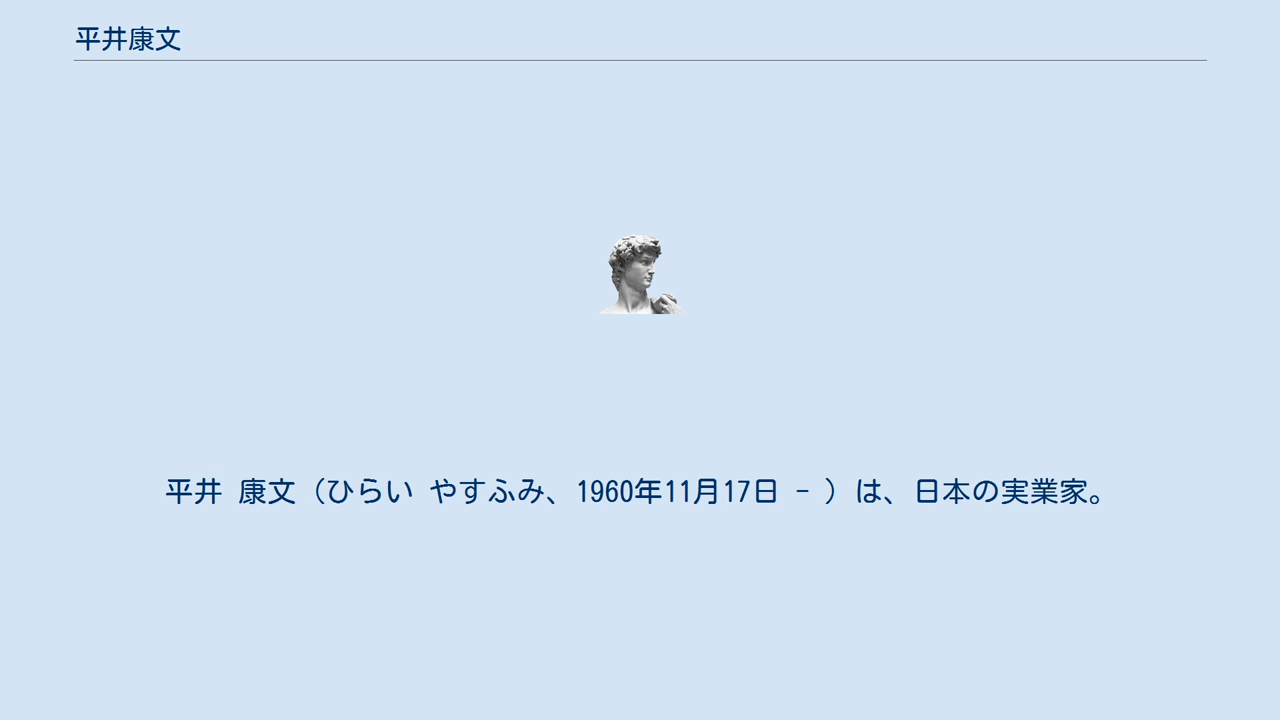 平井康文
平井 康文（ひらい やすふみ、1960年11月17日 - ）は、日本の実業家。